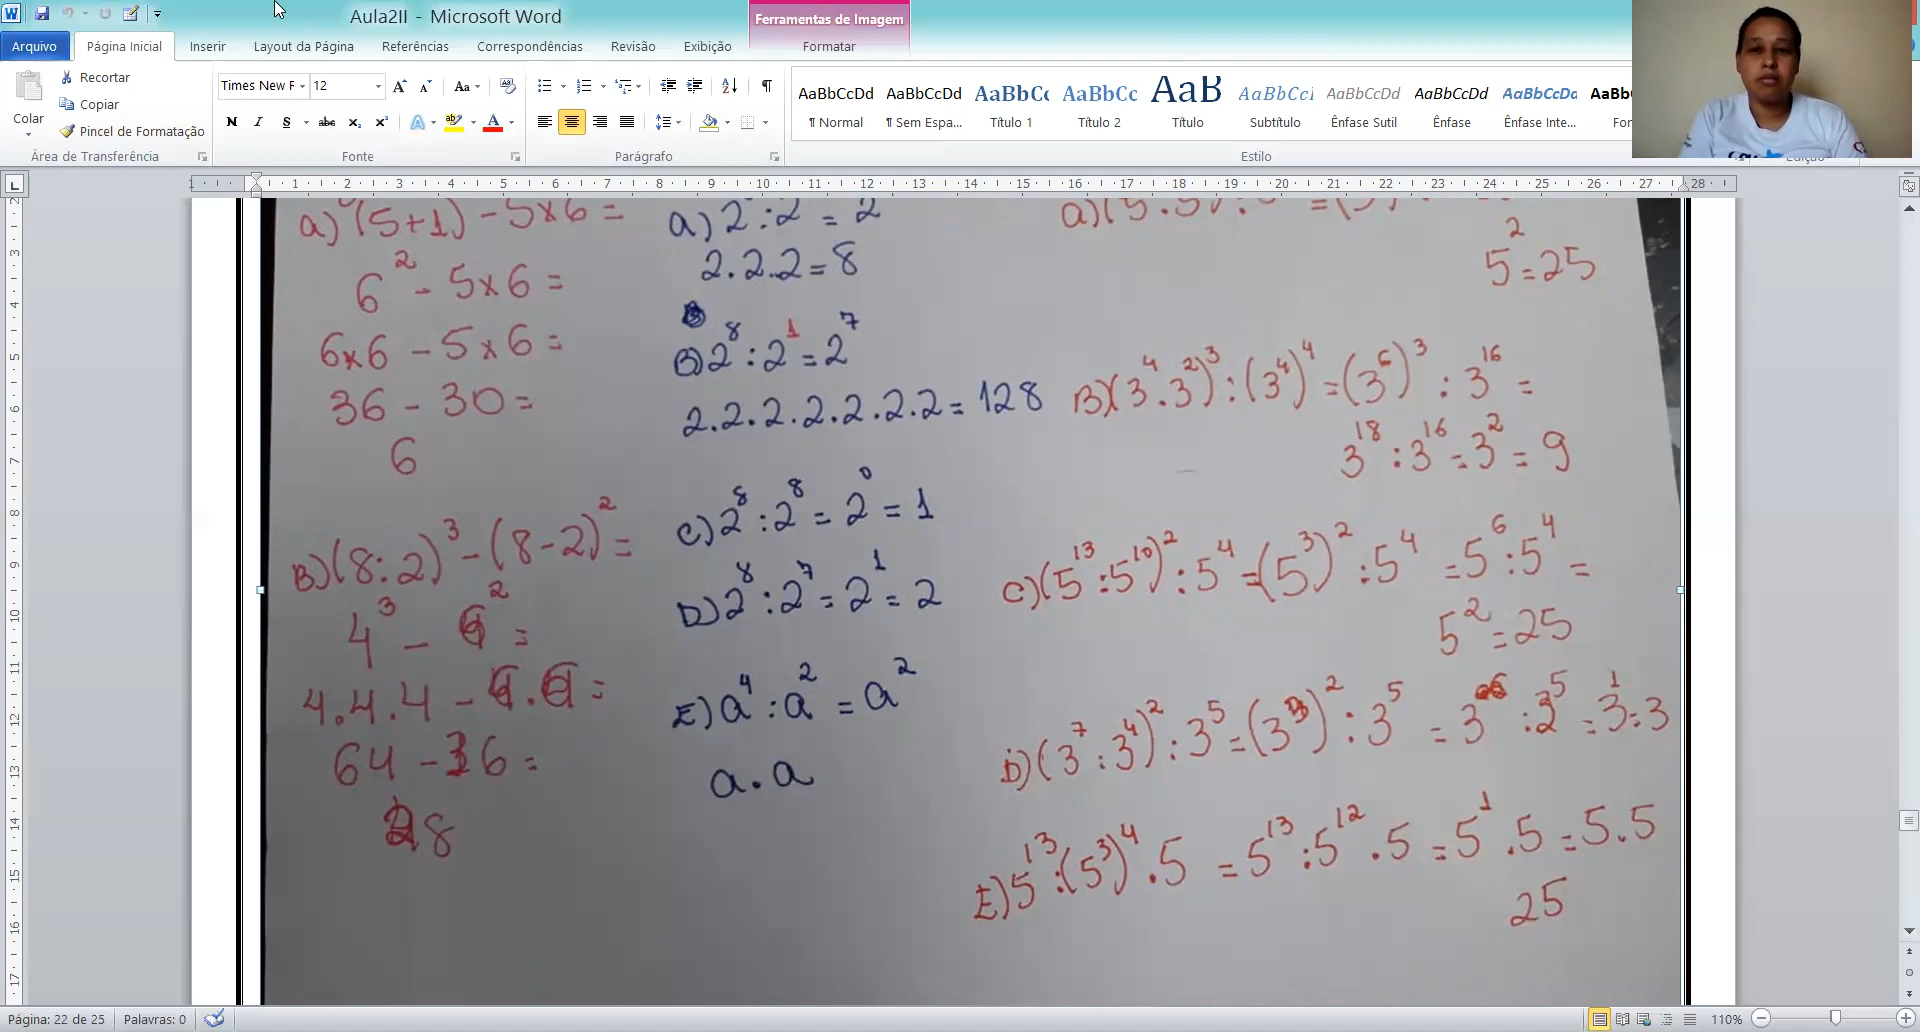 Aula2II - Microsoft Word
Ferramentas de Imagem
Arquivo
Página Inicial
Inserir
Layout da Página
Referências
Correspondências
Revisão
Exibição
Formatar
Colar
Recortar
Copiar
Pincel de Formatação
Área de Transferência
Times New F
12
Fonte
Parágrafo
AaBbCcDd AaBbCcDd AaBbCc AaBbCc AaB AaBbCcI AaBbCcDd AaBbCcDd AaBbCcDc AaBb
¶ Normal ¶ Sem Espa... Título 1 Título 2 Título Subtítulo Ênfase Sutil Ênfase Ênfase Inte... For
Estilo
a) (5+1) - 5x6 =
6² - 5x6 =
6x6 - 5x6 =
36 - 30 =
6
B) (8:2)³ - (8-2)² =
4³ - 6² =
4.4.4 - 6.6 =
64 - 36 =
28
a) 2 : 2 = 2
2.2.2 = 8
B) 2⁸ : 2¹ = 2⁷
2.2.2.2.2.2.2 = 128
C) 2⁸ : 2⁸ = 2⁰ = 1
D) 2⁸ : 2⁷ = 2¹ = 2
E) a⁴ : a² = a²
a.a
5² = 25
B) (3⁴.3²)³ : (3⁴)⁴ = (3⁶)³ : 3¹⁶ =
3¹⁸ : 3¹⁶ = 3² = 9
C) (5¹³ : 5¹⁰)² : 5⁴ = (5³)² : 5⁴ = 5⁶ : 5⁴ =
5² = 25
D) (3⁷ : 3⁴)² : 3⁵ = (3³)² : 3⁵ = 3⁶ : 3⁵ = 3¹ = 3
E) 5¹³ : (5³)⁴ . 5 = 5¹³ : 5¹² . 5 = 5¹ . 5 = 5.5
25
Página: 22 de 25
Palavras: 0
110%